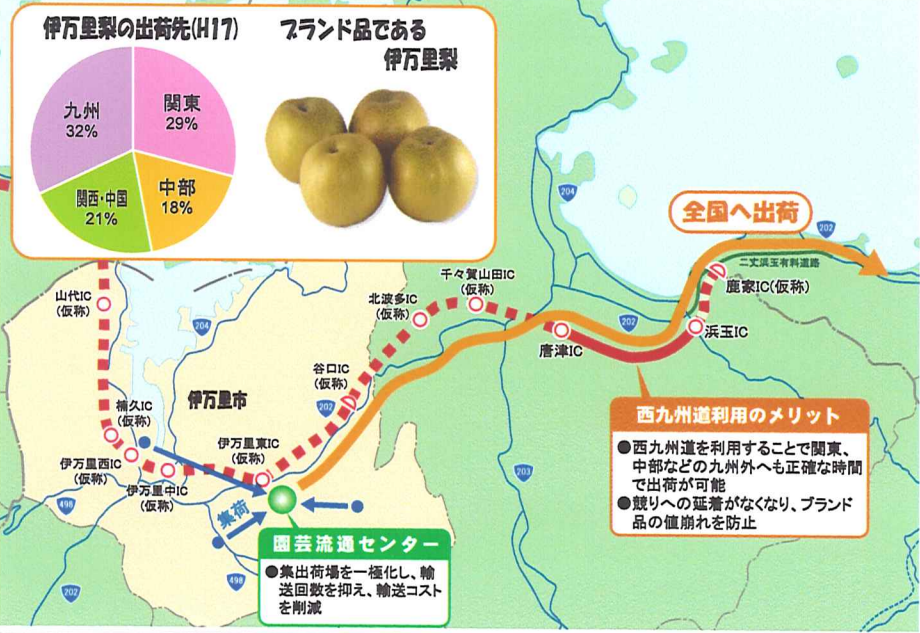 伊万里梨の出荷先(H17)
ブランド品である
伊万里梨
九州
32%
関東
29%
関西・中国
21%
中部
18%
全国へ出荷
204
202
二丈浜玉有料道路
鹿家IC(仮称)
千々賀山田IC
(仮称)
北波多IC
(仮称)
山代IC
(仮称)
204
202
浜玉IC
唐津IC
谷口IC
(仮称)
202
伊万里市
楠久IC
(仮称)
伊万里東IC
(仮称)
伊万里西IC
(仮称)
伊万里中IC
(仮称)
203
498
集荷
498
202
西九州道利用のメリット
●西九州道を利用することで関東、
中部などの九州外へも正確な時間
で出荷が可能
●競りへの延着がなくなり、ブランド
品の値崩れを防止
園芸流通センター
●集出荷場を一極化し、輸
送回数を抑え、輸送コスト
を削減